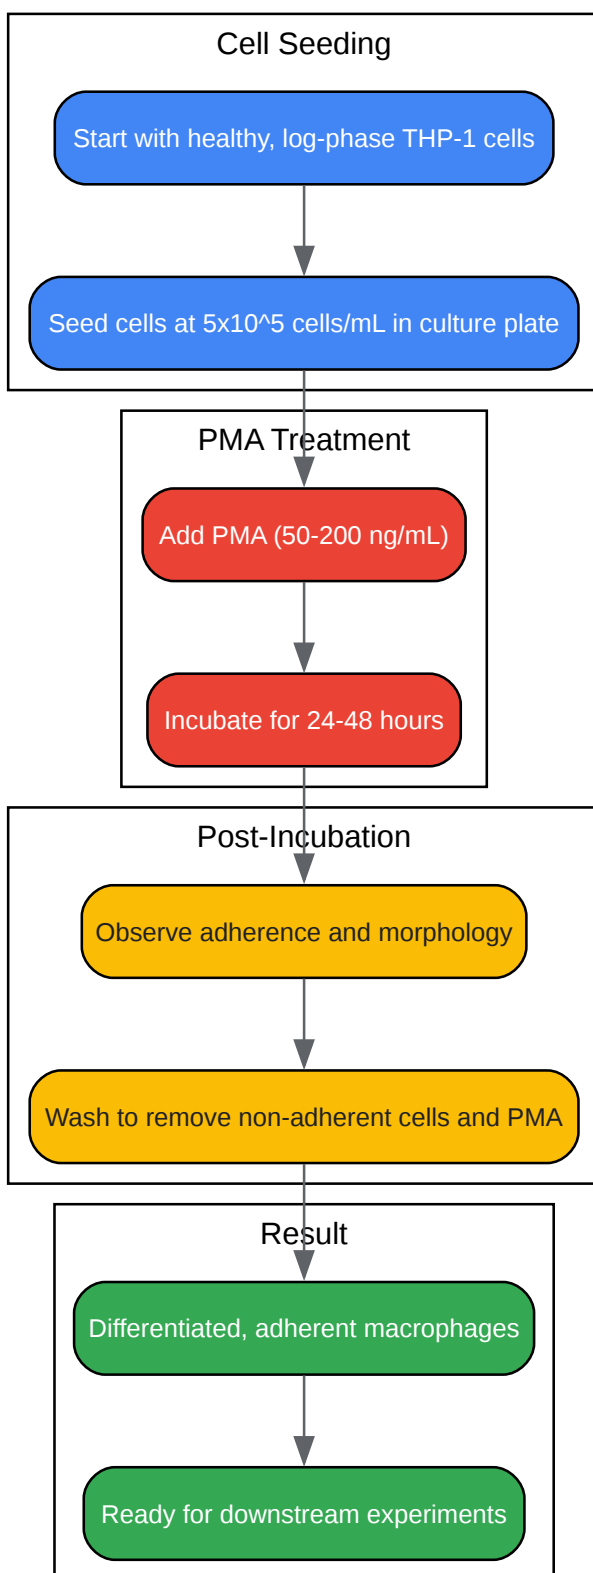 Cell Seeding
Start with healthy, log-phase THP-1 cells
Seed cells at 5x10^5 cells/mL in culture plate
PMA Treatment
Add PMA (50-200 ng/mL)
Incubate for 24-48 hours
Post-Incubation
Observe adherence and morphology
Wash to remove non-adherent cells and PMA
Result
Differentiated, adherent macrophages
Ready for downstream experiments